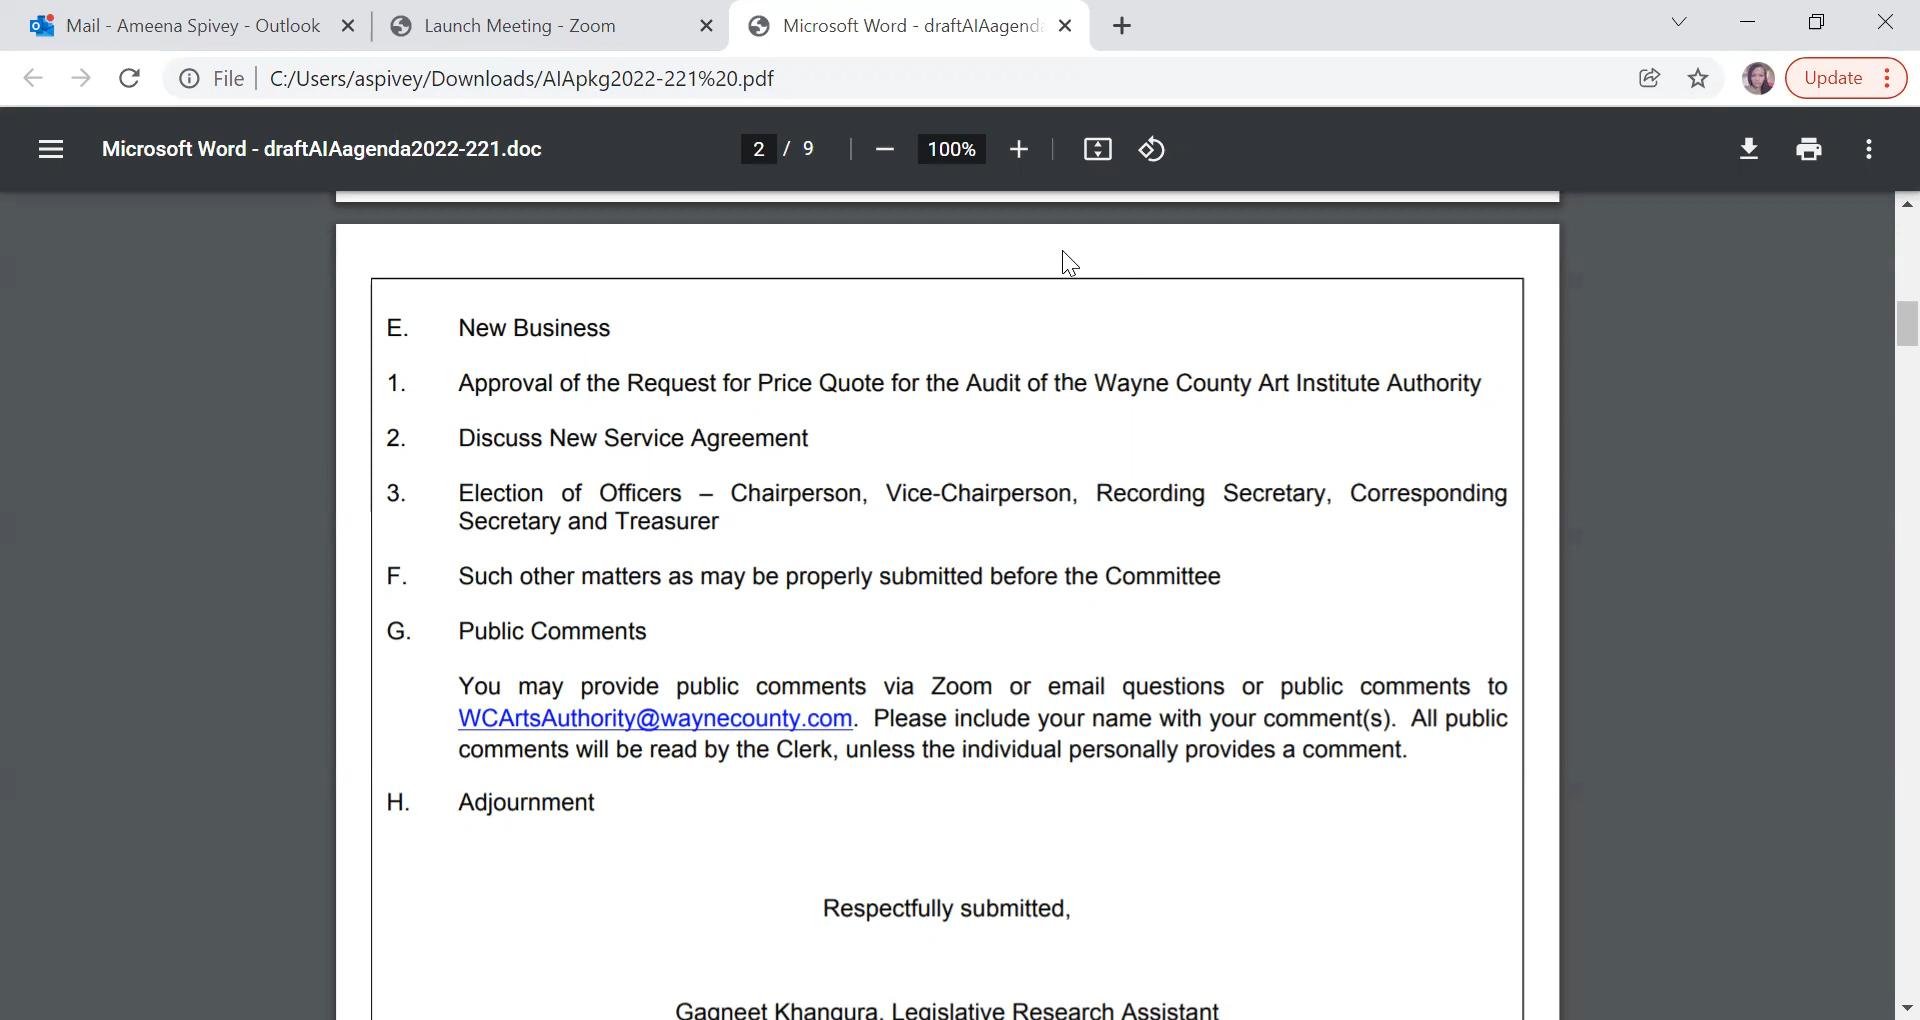 Mail - Ameena Spivey - Outlook
Launch Meeting - Zoom
Microsoft Word - draftAIAagenda
File
C:/Users/aspivey/Downloads/AIApkg2022-221%20.pdf
Update
Microsoft Word - draftAIAagenda2022-221.doc
2 / 9
100%
E. New Business
1. Approval of the Request for Price Quote for the Audit of the Wayne County Art Institute Authority
2. Discuss New Service Agreement
3. Election of Officers – Chairperson, Vice-Chairperson, Recording Secretary, Corresponding
Secretary and Treasurer
F. Such other matters as may be properly submitted before the Committee
G. Public Comments
You may provide public comments via Zoom or email questions or public comments to
WCArtsAuthority@waynecounty.com. Please include your name with your comment(s). All public
comments will be read by the Clerk, unless the individual personally provides a comment.
H. Adjournment
Respectfully submitted,
Gagneet Khangura, Legislative Research Assistant